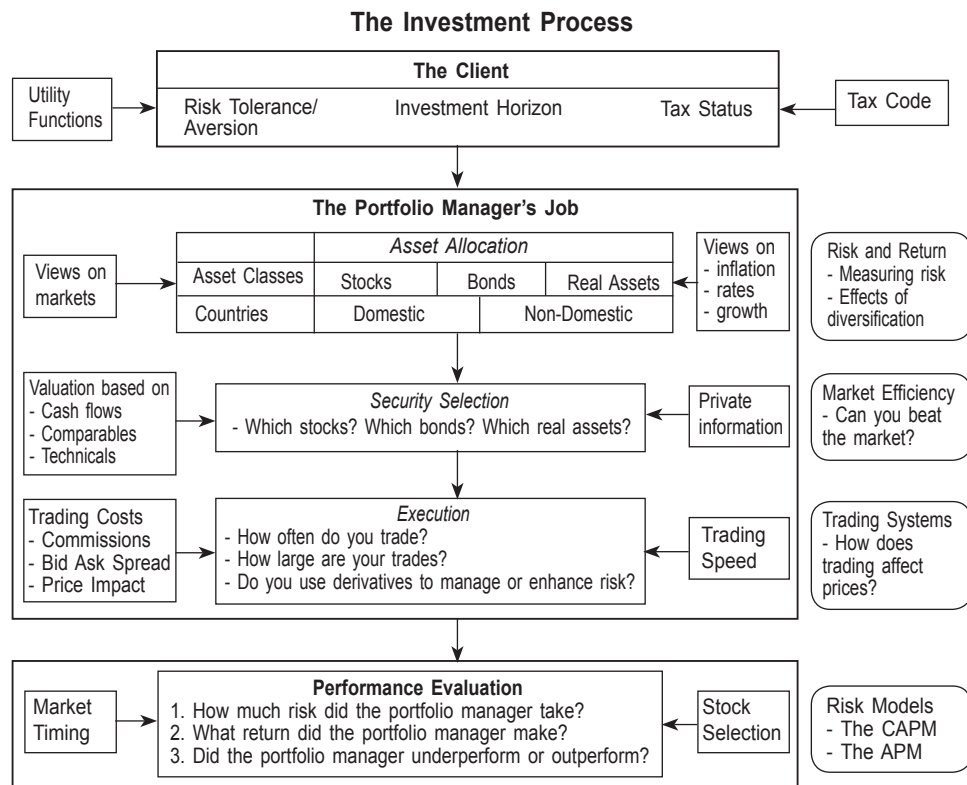 The Investment Process
The Client
Utility
Functions
Risk Tolerance/
Aversion
Investment Horizon
Tax Status
Tax Code
The Portfolio Manager's Job
Views on
markets
Asset Allocation
Asset Classes
Stocks
Bonds
Real Assets
Countries
Domestic
Non-Domestic
Views on
- inflation
- rates
- growth
Risk and Return
- Measuring risk
- Effects of
diversification
Valuation based on
- Cash flows
- Comparables
- Technicals
Security Selection
- Which stocks? Which bonds? Which real assets?
Private
information
Market Efficiency
- Can you beat
the market?
Trading Costs
- Commissions
- Bid Ask Spread
- Price Impact
Execution
- How often do you trade?
- How large are your trades?
- Do you use derivatives to manage or enhance risk?
Trading
Speed
Trading Systems
- How does
trading affect
prices?
Market
Timing
Performance Evaluation
1. How much risk did the portfolio manager take?
2. What return did the portfolio manager make?
3. Did the portfolio manager underperform or outperform?
Stock
Selection
Risk Models
- The CAPM
- The APM